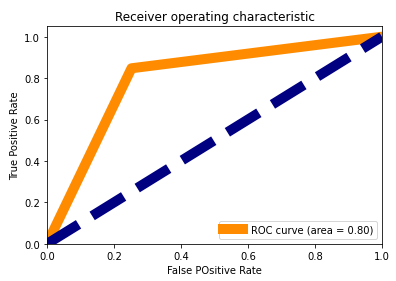 Receiver operating characteristic
True Positive Rate
1.0
0.8
0.6
0.4
0.2
0.0
ROC curve (area = 0.80)
0.0 0.2 0.4 0.6 0.8 1.0
False POsitive Rate